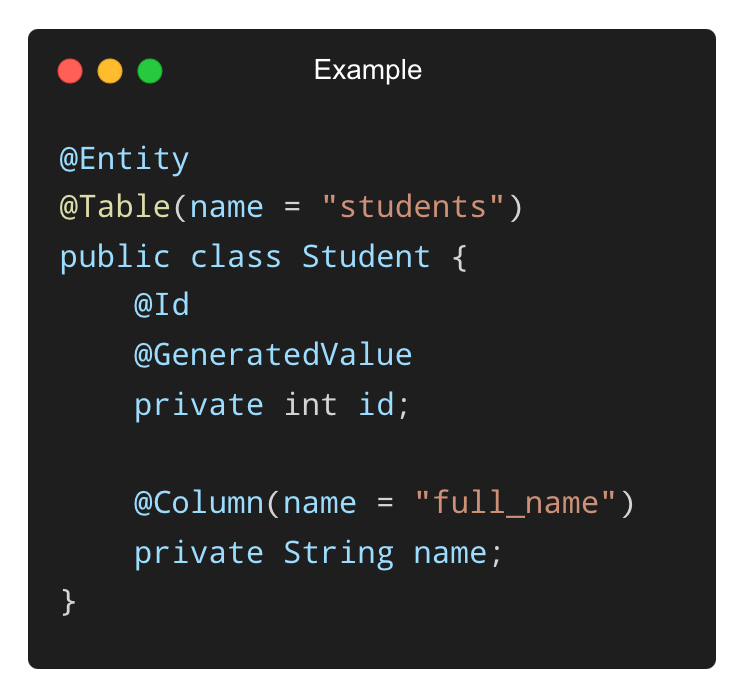 Example
@Entity
@Table(name = "students")
public class Student {
    @Id
    @GeneratedValue
    private int id;
    @Column(name = "full_name")
    private String name;
}